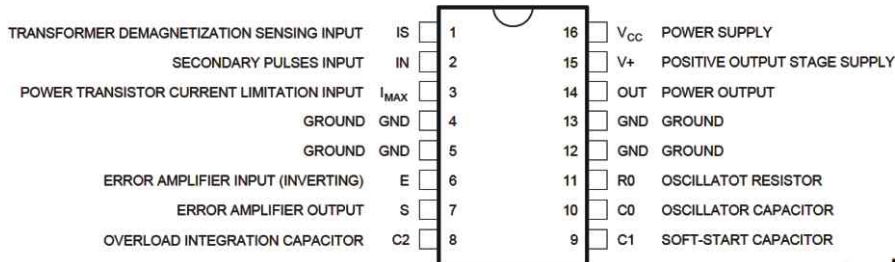 TRANSFORMER DEMAGNETIZATION SENSING INPUT IS 1 16 VCC POWER SUPPLY
SECONDARY PULSES INPUT IN 2 15 V+ POSITIVE OUTPUT STAGE SUPPLY
POWER TRANSISTOR CURRENT LIMITATION INPUT IMAX 3 14 OUT POWER OUTPUT
GROUND GND 4 13 GND GROUND
GROUND GND 5 12 GND GROUND
ERROR AMPLIFIER INPUT (INVERTING) E 6 11 R0 OSCILLATOT RESISTOR
ERROR AMPLIFIER OUTPUT S 7 10 C0 OSCILLATOR CAPACITOR
OVERLOAD INTEGRATION CAPACITOR C2 8 9 C1 SOFT-START CAPACITOR